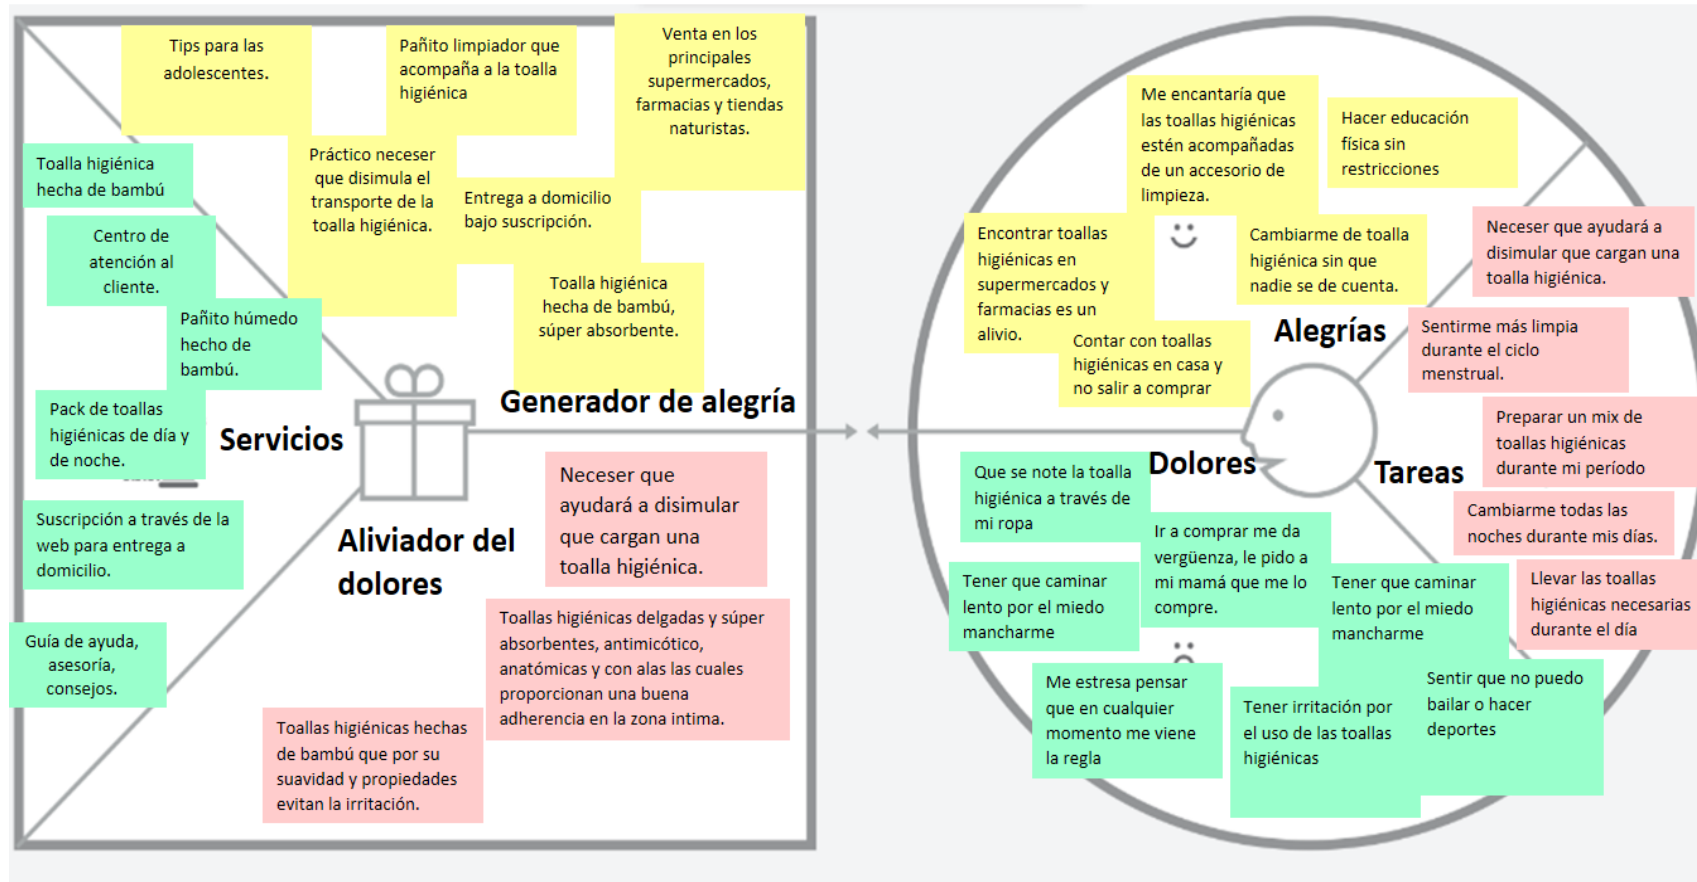 Tips para las
adolescentes.
Pañito limpiador que
acompaña a la toalla
higiénica
Venta en los
principales
supermercados,
farmacias y tiendas
naturistas.
Toalla higiénica
hecha de bambú
Práctico neceser
que disimula el
transporte de la
toalla higiénica.
Entrega a domicilio
bajo suscripción.
Centro de
atención al
cliente.
Toalla higiénica
hecha de bambú,
súper absorbente.
Pañito húmedo
hecho de
bambú.
Generador de alegría
Pack de toallas
higiénicas de día y
de noche.
Servicios
Neceser que
ayudará a disimular
que cargan una
toalla higiénica.
Suscripción a través de la
web para entrega a
domicilio.
Aliviador del
dolores
Toallas higiénicas delgadas y súper
absorbentes, antimicótico,
anatómicas y con alas las cuales
proporcionan una buena
adherencia en la zona intima.
Guía de ayuda,
asesoría,
consejos.
Toallas higiénicas hechas
de bambú que por su
suavidad y propiedades
evitan la irritación.
Me encantaría que
las toallas higiénicas
estén acompañadas
de un accesorio de
limpieza.
Hacer educación
física sin
restricciones
Encontrar toallas
higiénicas en
supermercados y
farmacias es un
alivio.
Cambiarme de toalla
higiénica sin que
nadie se de cuenta.
Neceser que ayudará a
disimular que cargan una
toalla higiénica.
Alegrías
Contar con toallas
higiénicas en casa y
no salir a comprar
Sentirme más limpia
durante el ciclo
menstrual.
Preparar un mix de
toallas higiénicas
durante mi período
Dolores
Tareas
Que se note la toalla
higiénica a través de
mi ropa
Cambiarme todas las
noches durante mis días.
Ir a comprar me da
vergüenza, le pido a
mi mamá que me lo
compre.
Tener que caminar
lento por el miedo
mancharme
Tener que caminar
lento por el miedo
mancharme
Llevar las toallas
higiénicas necesarias
durante el día
Me estresa pensar
que en cualquier
momento me viene
la regla
Tener irritación por
el uso de las toallas
higiénicas
Sentir que no puedo
bailar o hacer
deportes